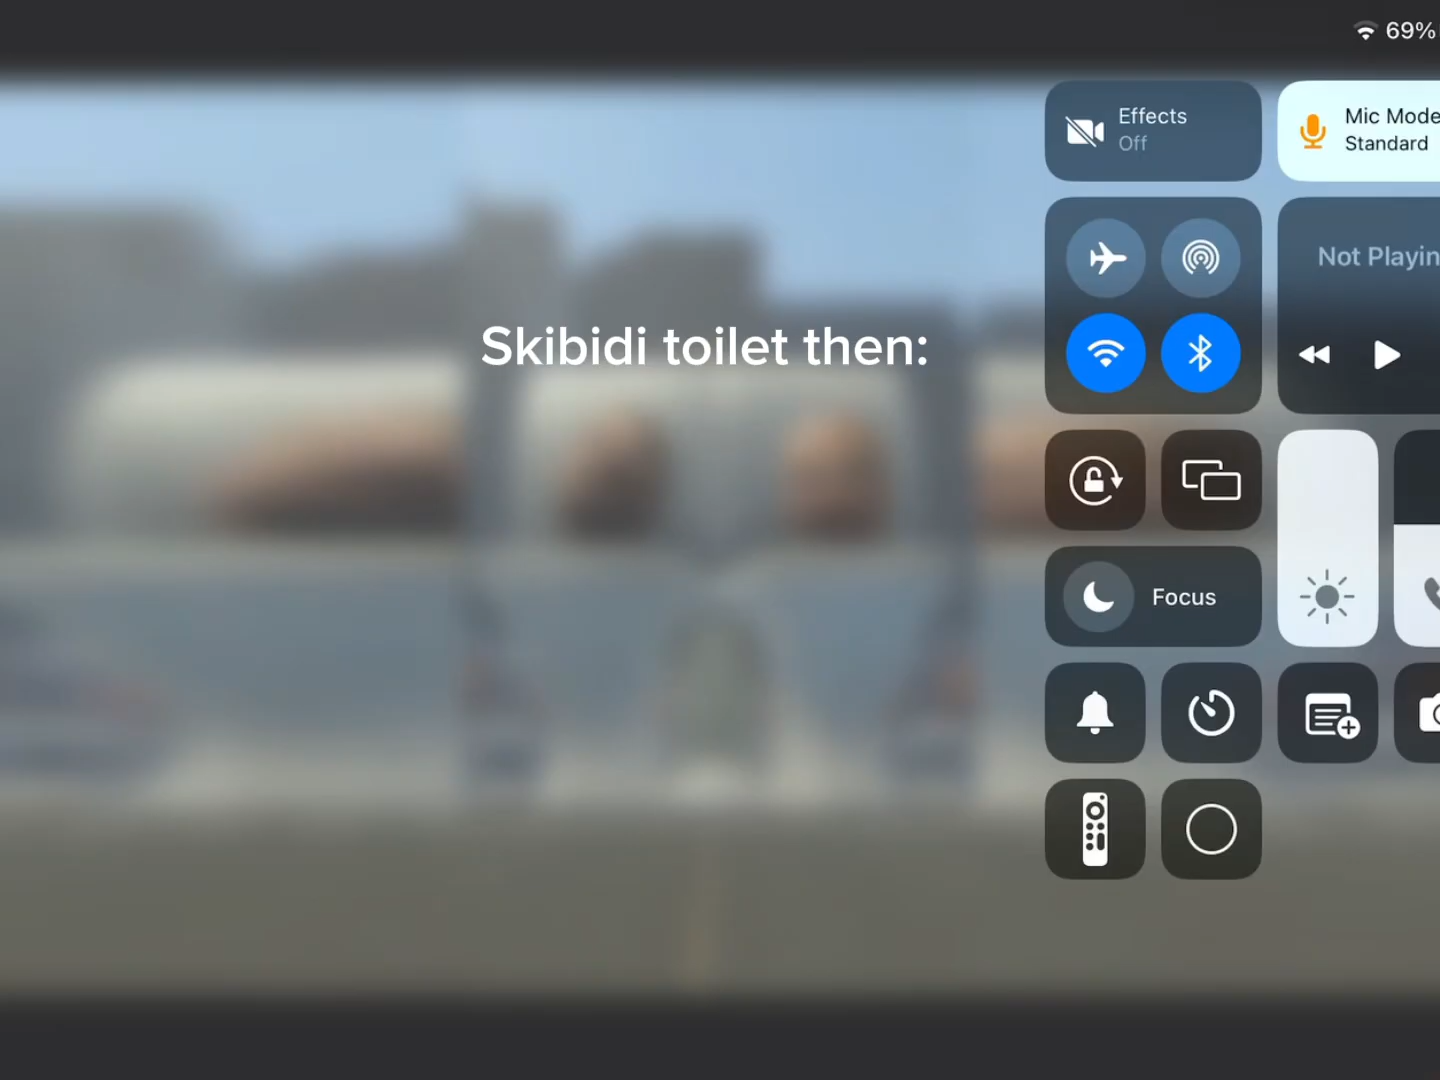 69%
Effects
Off
Mic Mode
Standard
Not Playin
Skibidi toilet then:
Focus